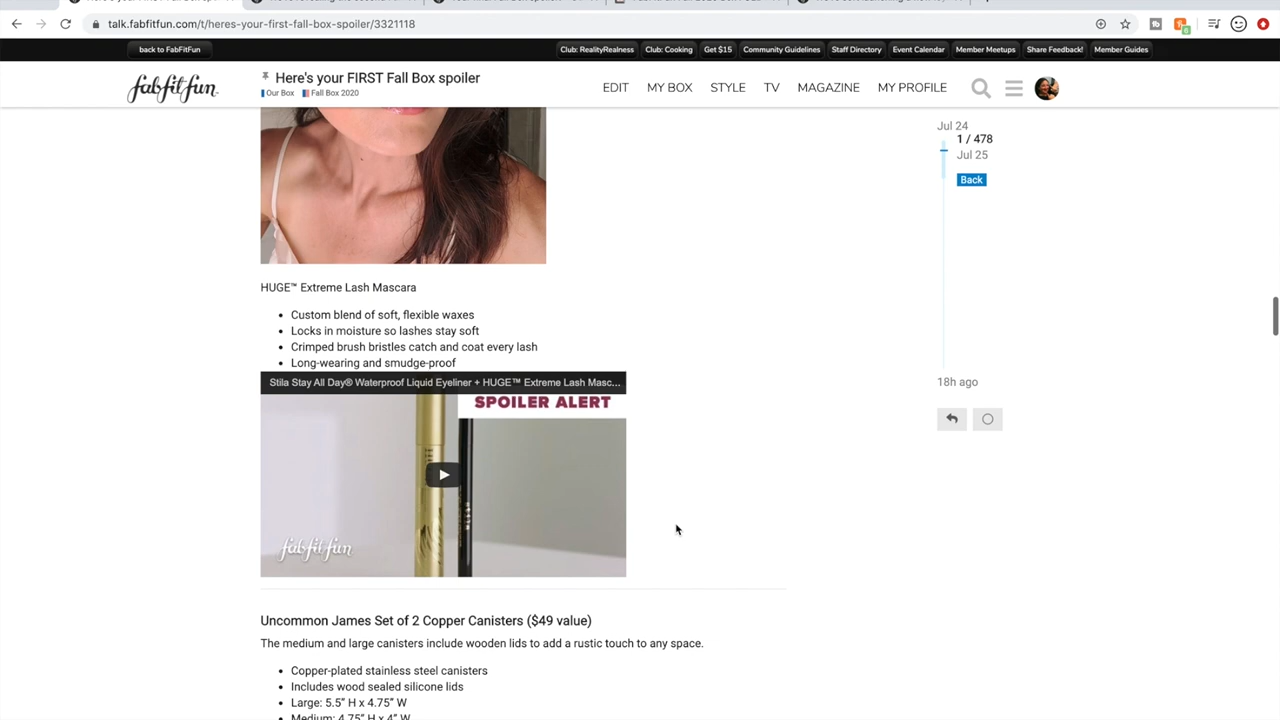 talk.fabfitfun.com/t/heres-your-first-fall-box-spoiler/3321118
back to FabFitFun
Club: RealityRealness
Club: Cooking
Get $15
Community Guidelines
Staff Directory
Event Calendar
Member Meetups
Share Feedback!
Member Guides
fabfitfun.
Here's your FIRST Fall Box spoiler
Our Box
Fall Box 2020
EDIT
MY BOX
STYLE
TV
MAGAZINE
MY PROFILE
Jul 24
1 / 478
Jul 25
Back
18h ago
HUGE™ Extreme Lash Mascara
• Custom blend of soft, flexible waxes
• Locks in moisture so lashes stay soft
• Crimped brush bristles catch and coat every lash
• Long-wearing and smudge-proof
Stila Stay All Day® Waterproof Liquid Eyeliner + HUGE™ Extreme Lash Masc...
SPOILER ALERT
fabfitfun
Uncommon James Set of 2 Copper Canisters ($49 value)
The medium and large canisters include wooden lids to add a rustic touch to any space.
• Copper-plated stainless steel canisters
• Includes wood sealed silicone lids
• Large: 5.5” H x 4.75” W
• Medium: 4.75” H x 4” W